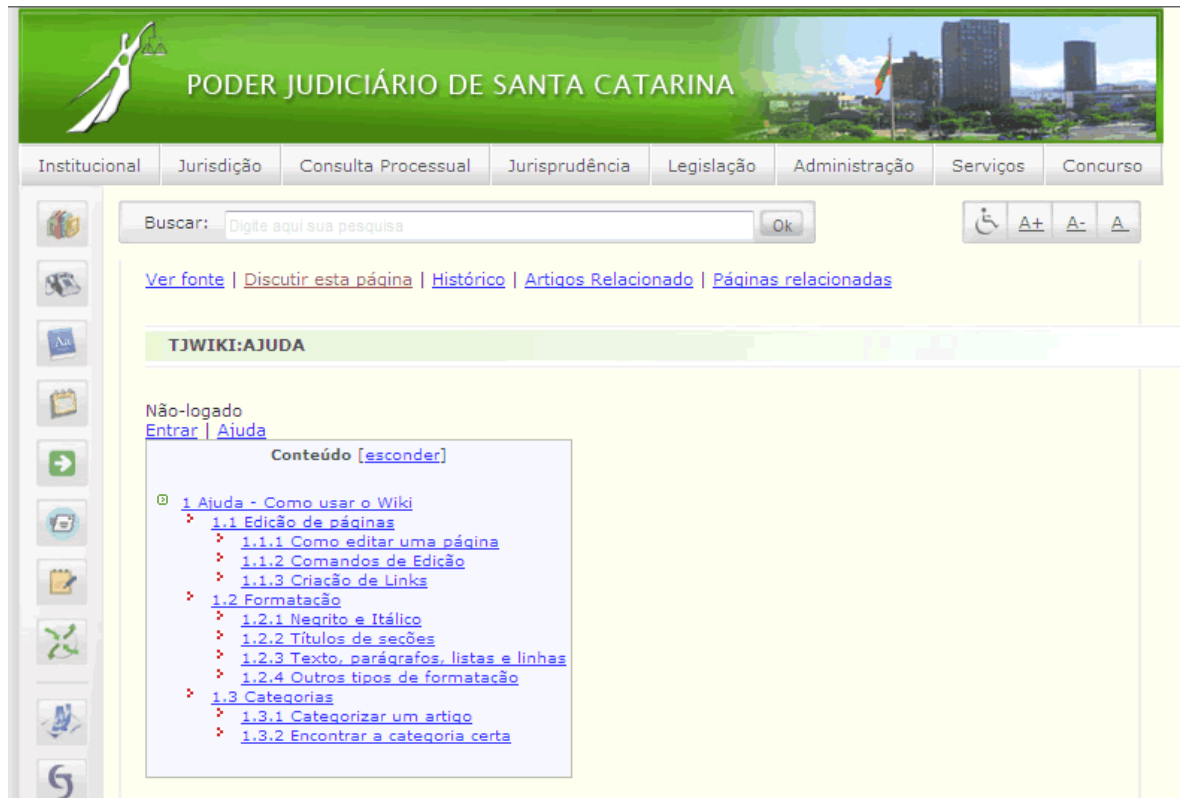 PODER JUDICIÁRIO DE SANTA CATARINA
Institucional Jurisdição Consulta Processual Jurisprudência Legislação Administração Serviços Concurso
Buscar: Digite aqui sua pesquisa Ok A+ A- A
Ver fonte | Discutir esta página | Histórico | Artigos Relacionado | Páginas relacionadas
TJWIKI:AJUDA
Não-logado
Entrar | Ajuda
Conteúdo [esconder]
1 Ajuda - Como usar o Wiki
1.1 Edição de páginas
1.1.1 Como editar uma página
1.1.2 Comandos de Edição
1.1.3 Criação de Links
1.2 Formatação
1.2.1 Negrito e Itálico
1.2.2 Títulos de seções
1.2.3 Texto, parágrafos, listas e linhas
1.2.4 Outros tipos de formatação
1.3 Categorias
1.3.1 Categorizar um artigo
1.3.2 Encontrar a categoria certa